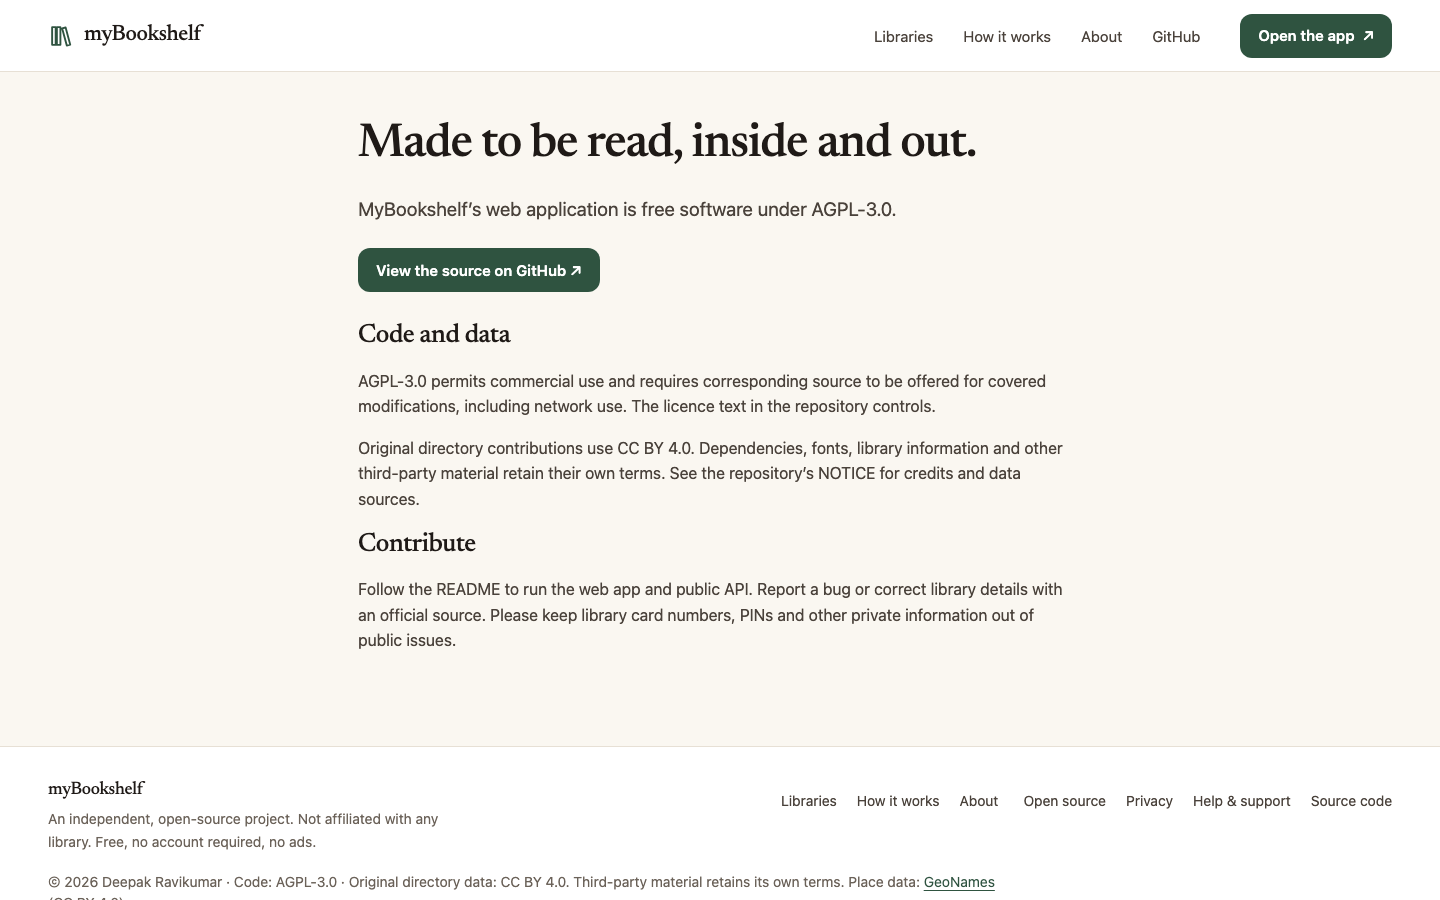 myBookshelf
Libraries
How it works
About
GitHub
Open the app ↗
Made to be read, inside and out.
MyBookshelf’s web application is free software under AGPL-3.0.
View the source on GitHub ↗
Code and data
AGPL-3.0 permits commercial use and requires corresponding source to be offered for covered
modifications, including network use. The licence text in the repository controls.
Original directory contributions use CC BY 4.0. Dependencies, fonts, library information and other
third-party material retain their own terms. See the repository’s NOTICE for credits and data
sources.
Contribute
Follow the README to run the web app and public API. Report a bug or correct library details with
an official source. Please keep library card numbers, PINs and other private information out of
public issues.
myBookshelf
An independent, open-source project. Not affiliated with any
library. Free, no account required, no ads.
Libraries
How it works
About
Open source
Privacy
Help & support
Source code
© 2026 Deepak Ravikumar · Code: AGPL-3.0 · Original directory data: CC BY 4.0. Third-party material retains its own terms. Place data: GeoNames
(CC BY 4.0)